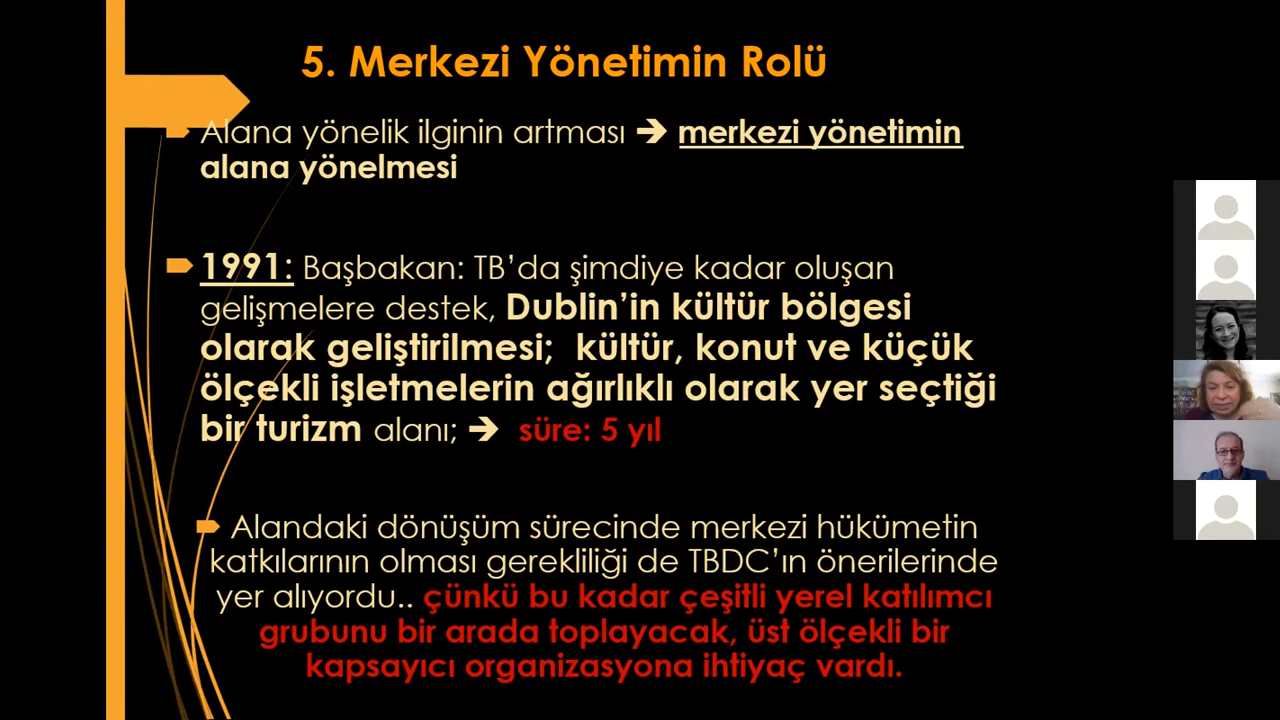 5. Merkezi Yönetimin Rolü
Alana yönelik ilginin artması ➔ merkezi yönetimin
alana yönelmesi
1991: Başbakan: TB’da şimdiye kadar oluşan
gelişmelere destek, Dublin’in kültür bölgesi
olarak geliştirilmesi; kültür, konut ve küçük
ölçekli işletmelerin ağırlıklı olarak yer seçtiği
bir turizm alanı; ➔ süre: 5 yıl
Alandaki dönüşüm sürecinde merkezi hükümetin
katkılarının olması gerekliliği de TBDC’ın önerilerinde
yer alıyordu.. çünkü bu kadar çeşitli yerel katılımcı
grubunu bir arada toplayacak, üst ölçekli bir
kapsayıcı organizasyona ihtiyaç vardı.